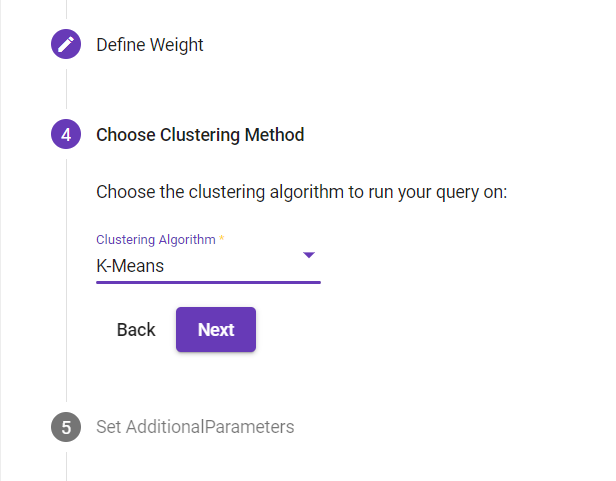 Define Weight
4 Choose Clustering Method
Choose the clustering algorithm to run your query on:
Clustering Algorithm *
K-Means
Back Next
5 Set AdditionalParameters